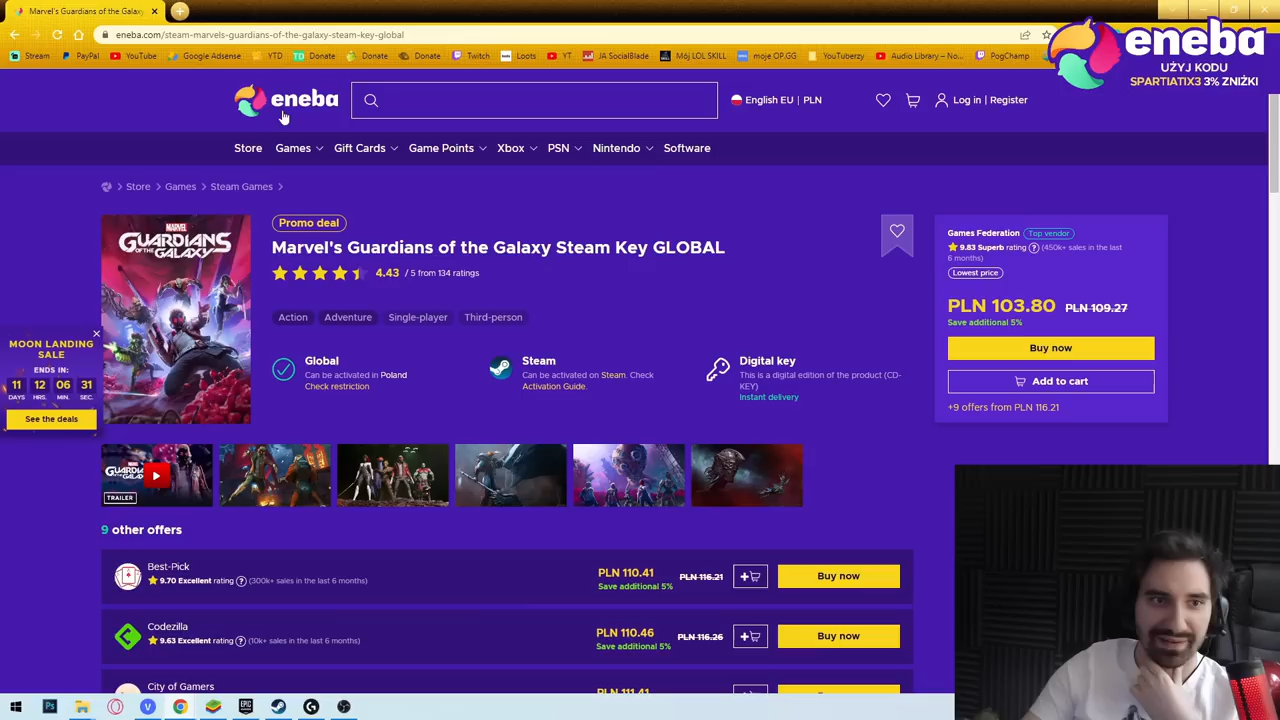 Marvel's Guardians of the Galaxy
eneba.com/steam-marvels-guardians-of-the-galaxy-steam-key-global
Stream
PayPal
YouTube
Google Adsense
YTD
Donate
Donate
Donate
Twitch
Loots
YT
JA SocialBlade
Mój LOL SKILL
moje OP.GG
YouTuberzy
Audio Library – No...
PogChamp
eneba
UŻYJ KODU
SPARTIATIX3 3% ZNIŻKI
eneba
English EU | PLN
Log in | Register
Store
Games
Gift Cards
Game Points
Xbox
PSN
Nintendo
Software
Store
Games
Steam Games
MARVEL
GUARDIANS
OF THE GALAXY
Promo deal
Marvel's Guardians of the Galaxy Steam Key GLOBAL
4.43 / 5 from 134 ratings
Action
Adventure
Single-player
Third-person
Global
Can be activated in Poland
Check restriction
Steam
Can be activated on Steam. Check
Activation Guide.
Digital key
This is a digital edition of the product (CD-
KEY)
Instant delivery
Games Federation Top vendor
9.83 Superb rating ? (450k+ sales in the last
6 months)
Lowest price
PLN 103.80 PLN 109.27
Save additional 5%
Buy now
Add to cart
+9 offers from PLN 116.21
MOON LANDING
SALE
ENDS IN:
11 12 06 31
DAYS HRS. MIN. SEC.
See the deals
TRAILER
9 other offers
Best-Pick
9.70 Excellent rating ? (300k+ sales in the last 6 months)
PLN 110.41 PLN 116.21
Save additional 5%
Buy now
Codezilla
9.63 Excellent rating ? (10k+ sales in the last 6 months)
PLN 110.46 PLN 116.26
Save additional 5%
Buy now
City of Gamers
PLN 111.41